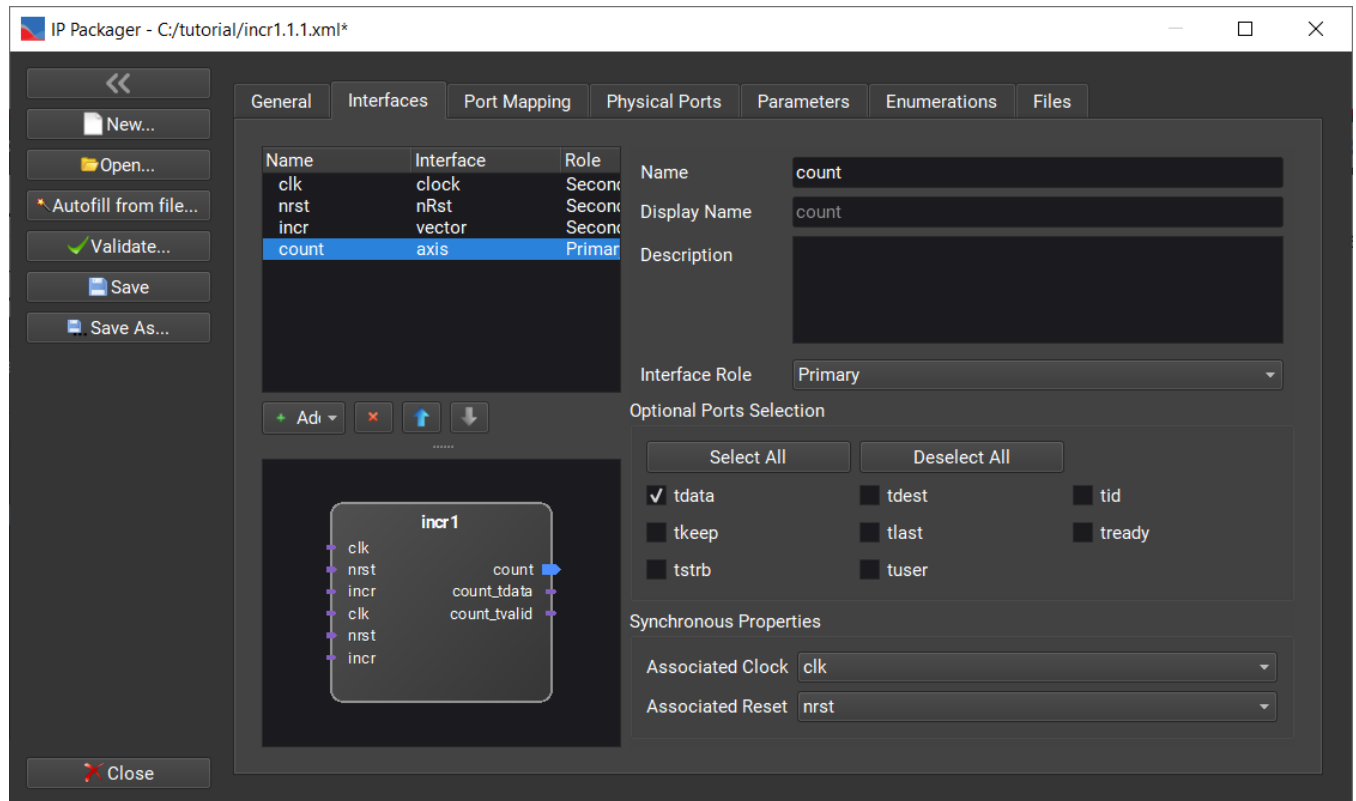 IP Packager - C:/tutorial/incr1.1.1.xml*
General Interfaces Port Mapping Physical Ports Parameters Enumerations Files
New...
Open...
Autofill from file...
Validate...
Save
Save As...
Close
Name Interface Role
clk clock Second
nrst nRst Second
incr vector Second
count axis Primar
Add
incr1
clk
nrst count
incr count_tdata
clk count_tvalid
nrst
incr
Name count
Display Name count
Description
Interface Role Primary
Optional Ports Selection
Select All Deselect All
tdata tdest tid
tkeep tlast tready
tstrb tuser
Synchronous Properties
Associated Clock clk
Associated Reset nrst